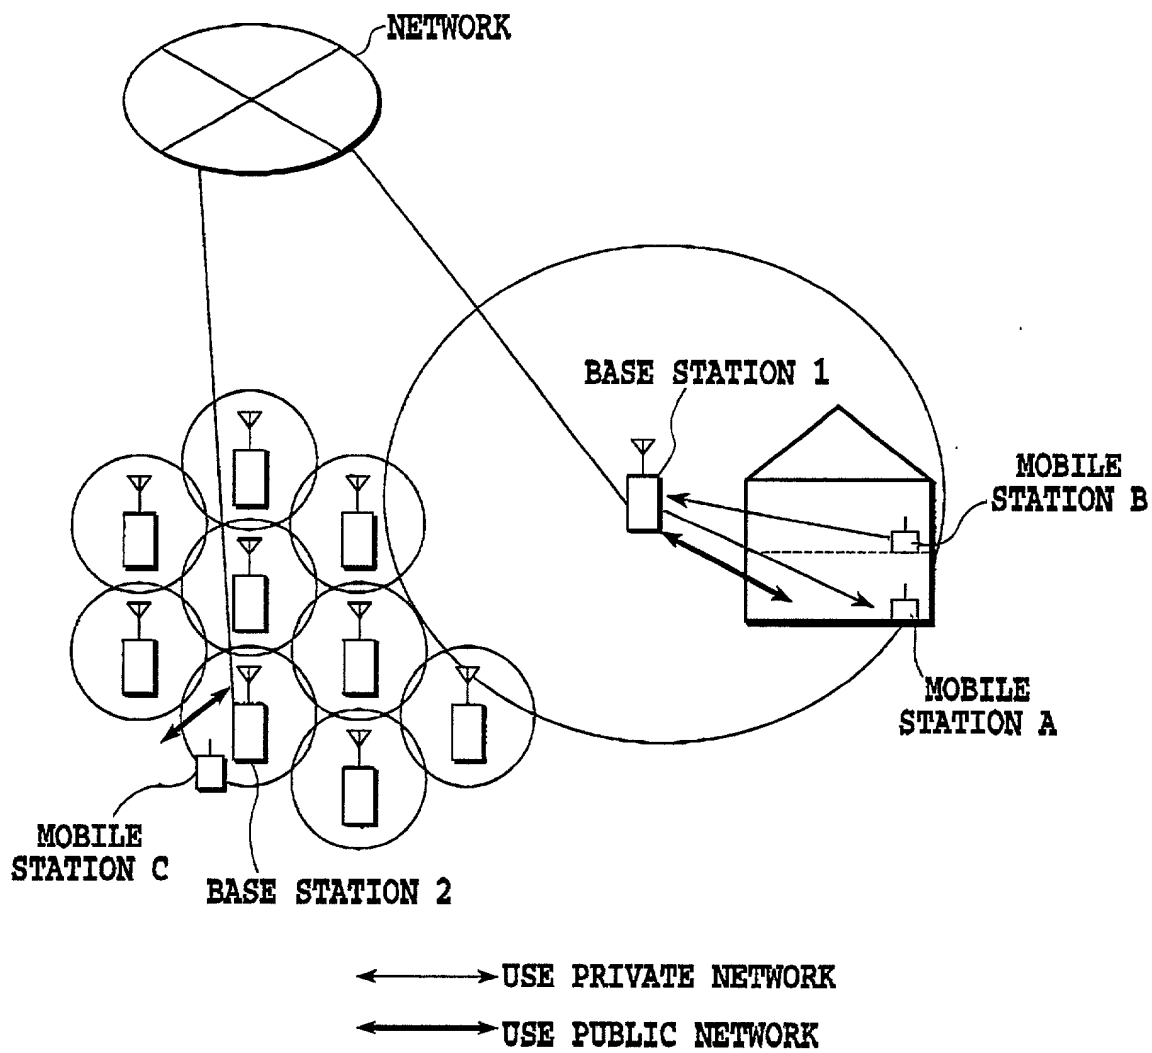 NETWORK
BASE STATION 1
MOBILE
STATION B
MOBILE
STATION A
MOBILE
STATION C
BASE STATION 2
USE PRIVATE NETWORK
USE PUBLIC NETWORK